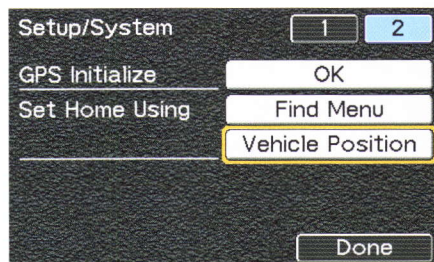 Setup/System 1 2
GPS Initialize OK
Set Home Using Find Menu
Vehicle Position
Done